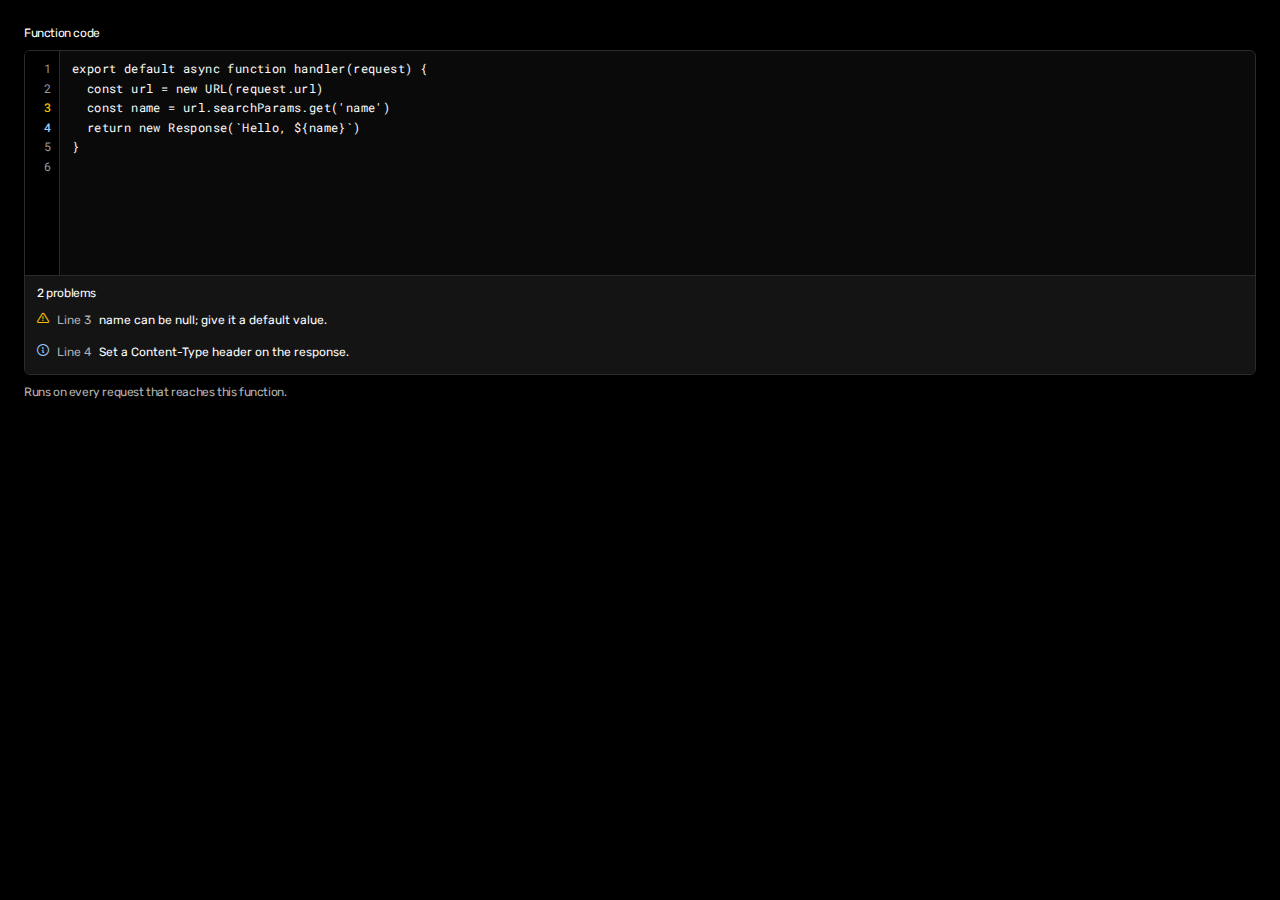 Function code
1 export default async function handler(request) {
2   const url = new URL(request.url)
3   const name = url.searchParams.get('name')
4   return new Response(`Hello, ${name}`)
5 }
6
2 problems
Line 3 name can be null; give it a default value.
Line 4 Set a Content-Type header on the response.
Runs on every request that reaches this function.